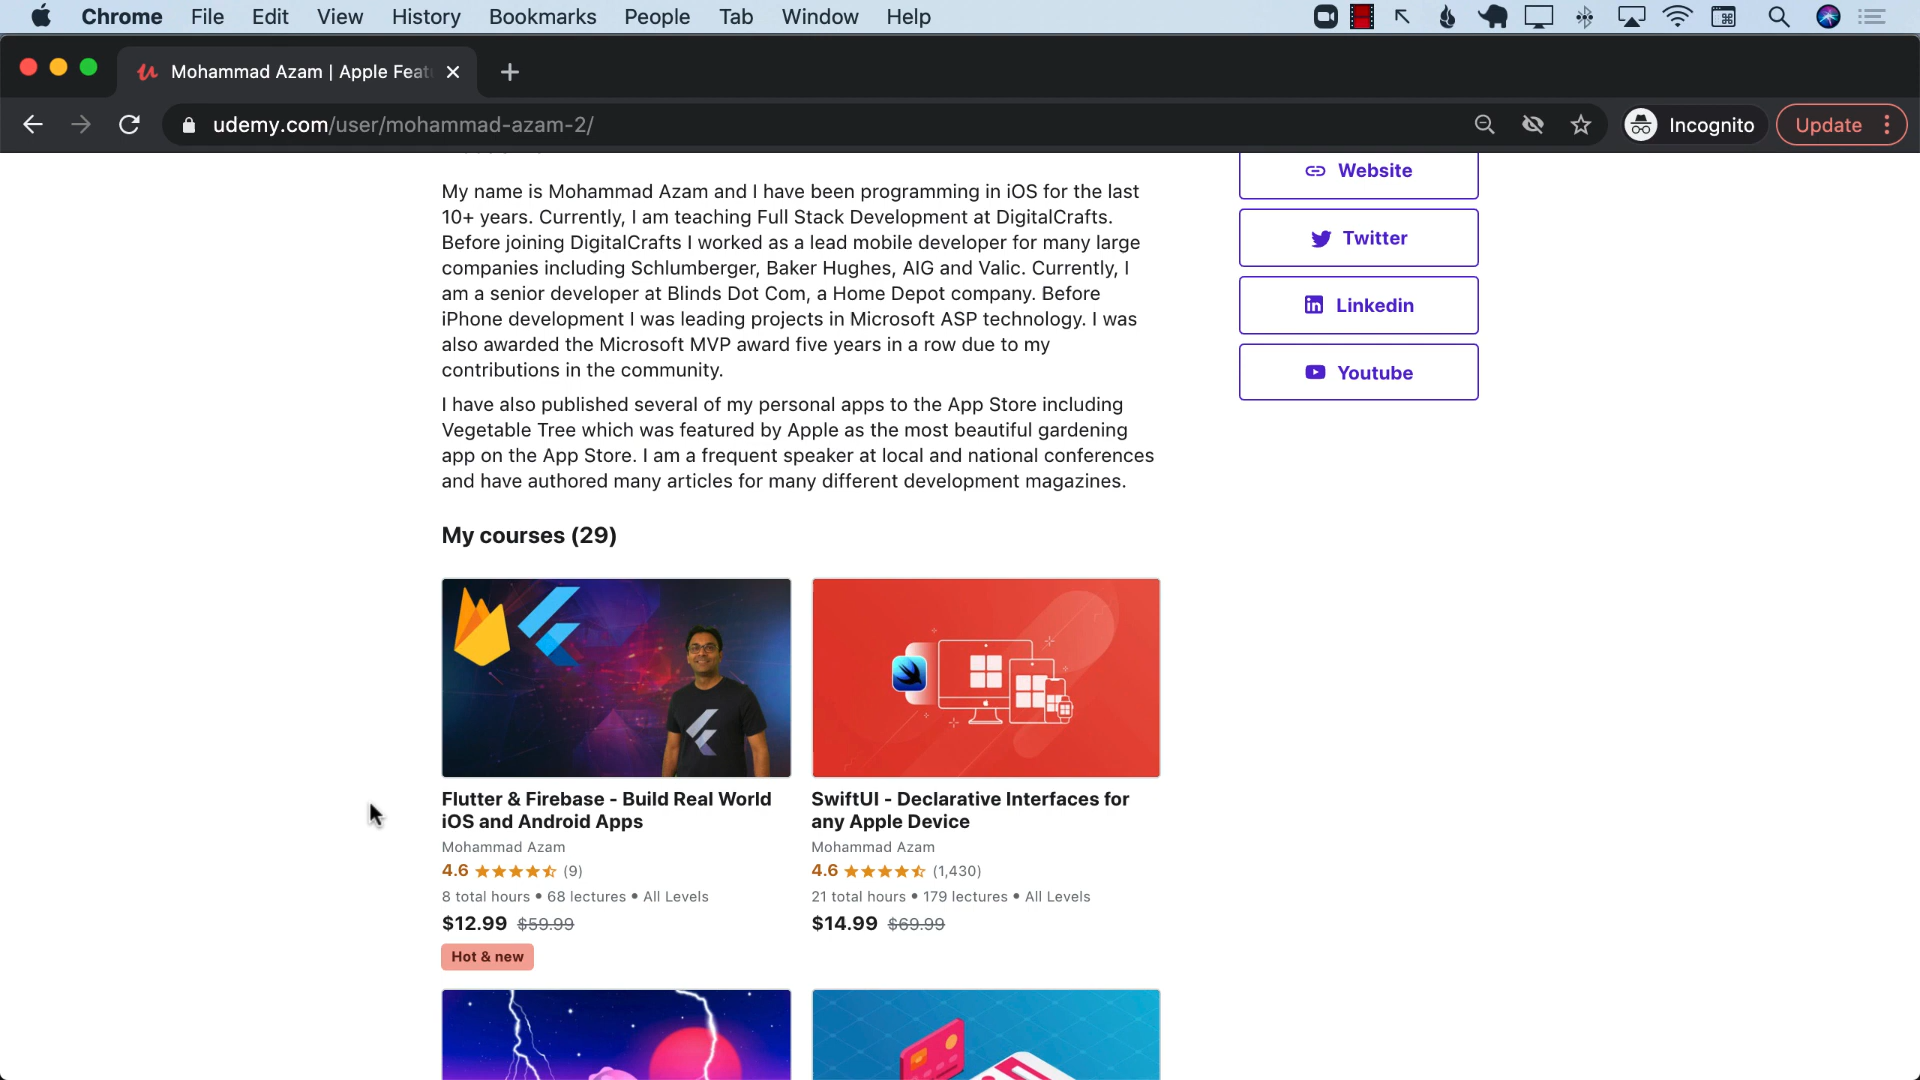 Chrome File Edit View History Bookmarks People Tab Window Help
Mohammad Azam | Apple Feat
udemy.com/user/mohammad-azam-2/
Incognito
Update
My name is Mohammad Azam and I have been programming in iOS for the last
10+ years. Currently, I am teaching Full Stack Development at DigitalCrafts.
Before joining DigitalCrafts I worked as a lead mobile developer for many large
companies including Schlumberger, Baker Hughes, AIG and Valic. Currently, I
am a senior developer at Blinds Dot Com, a Home Depot company. Before
iPhone development I was leading projects in Microsoft ASP technology. I was
also awarded the Microsoft MVP award five years in a row due to my
contributions in the community.
I have also published several of my personal apps to the App Store including
Vegetable Tree which was featured by Apple as the most beautiful gardening
app on the App Store. I am a frequent speaker at local and national conferences
and have authored many articles for many different development magazines.
Website
Twitter
Linkedin
Youtube
My courses (29)
Flutter & Firebase - Build Real World
iOS and Android Apps
Mohammad Azam
4.6 (9)
8 total hours • 68 lectures • All Levels
$12.99 $59.99
Hot & new
SwiftUI - Declarative Interfaces for
any Apple Device
Mohammad Azam
4.6 (1,430)
21 total hours • 179 lectures • All Levels
$14.99 $69.99